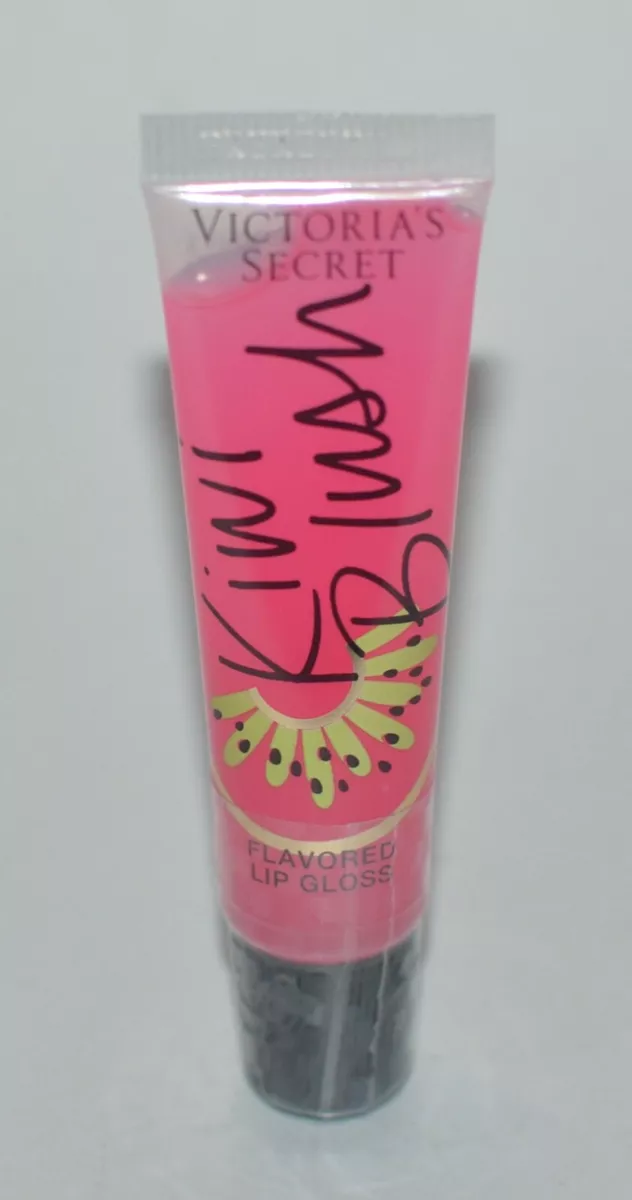 VICTORIA'S
SECRET
Kiwi
Blush
FLAVORED
LIP GLOSS